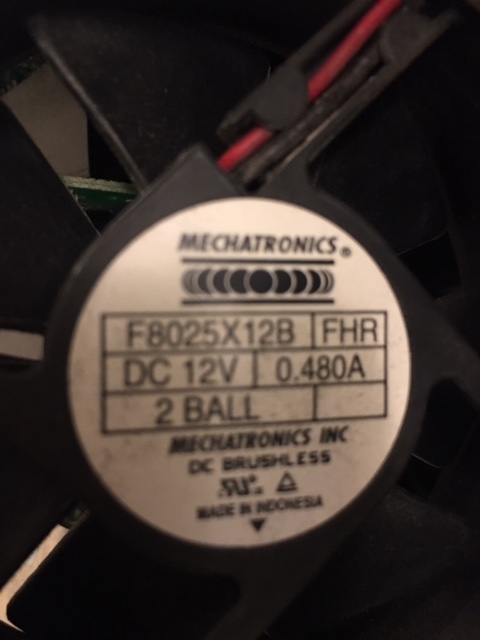 MECHATRONICS®
F8025X12B FHR
DC 12V 0.480A
2 BALL
MECHATRONICS INC
DC BRUSHLESS
MADE IN INDONESIA